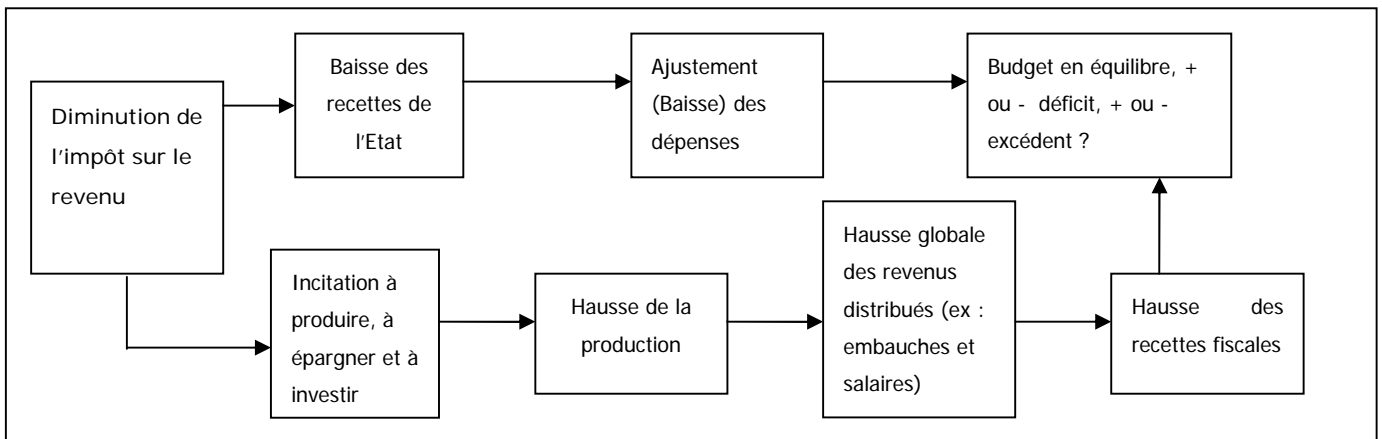 Diminution de
l'impôt sur le
revenu
Baisse des
recettes de
l'Etat
Ajustement
(Baisse) des
dépenses
Budget en équilibre, +
ou - déficit, + ou -
excédent ?
Incitation à
produire, à
épargner et à
investir
Hausse de la
production
Hausse globale
des revenus
distribués (ex :
embauches et
salaires)
Hausse des
recettes fiscales